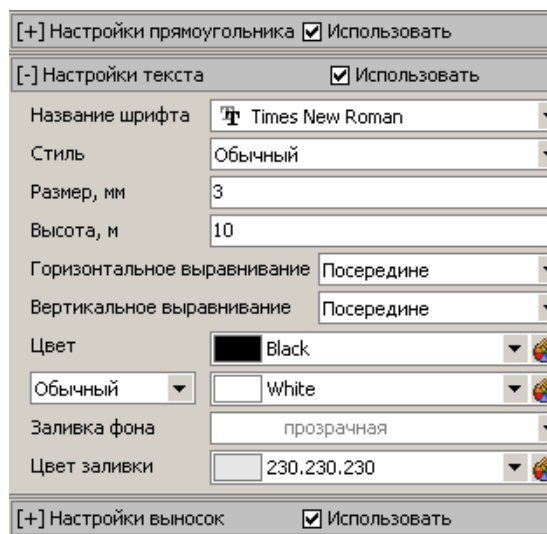 [+] Настройки прямоугольника Использовать
[-] Настройки текста Использовать
Название шрифта Times New Roman
Стиль Обычный
Размер, мм 3
Высота, м 10
Горизонтальное выравнивание Посередине
Вертикальное выравнивание Посередине
Цвет Black
Обычный White
Заливка фона прозрачная
Цвет заливки 230.230.230
[+] Настройки выносок Использовать